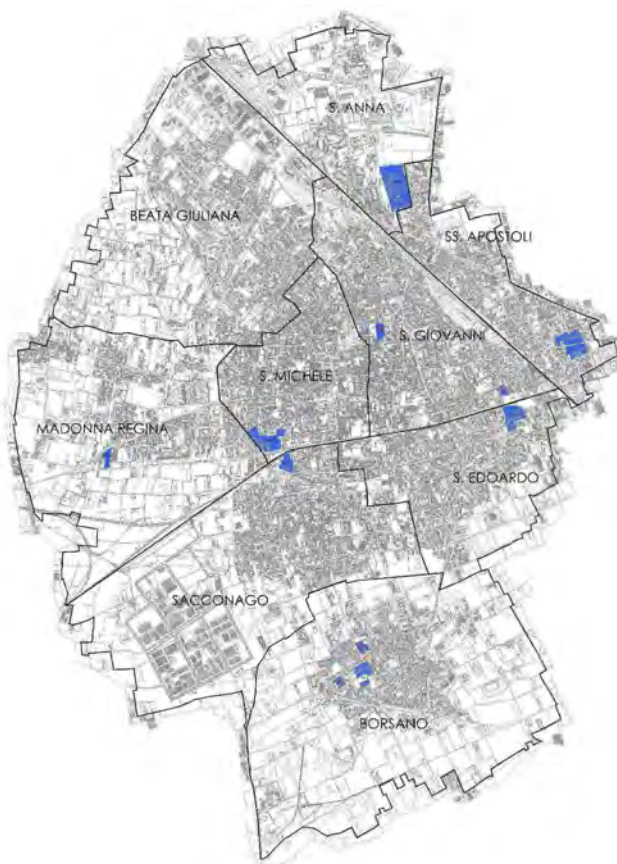 S. ANNA
BEATA GIULIANA
SS. APOSTOLI
S. GIOVANNI
S. MICHELE
MADONNA REGINA
S. EDOARDO
SACCONAGO
BORSANO